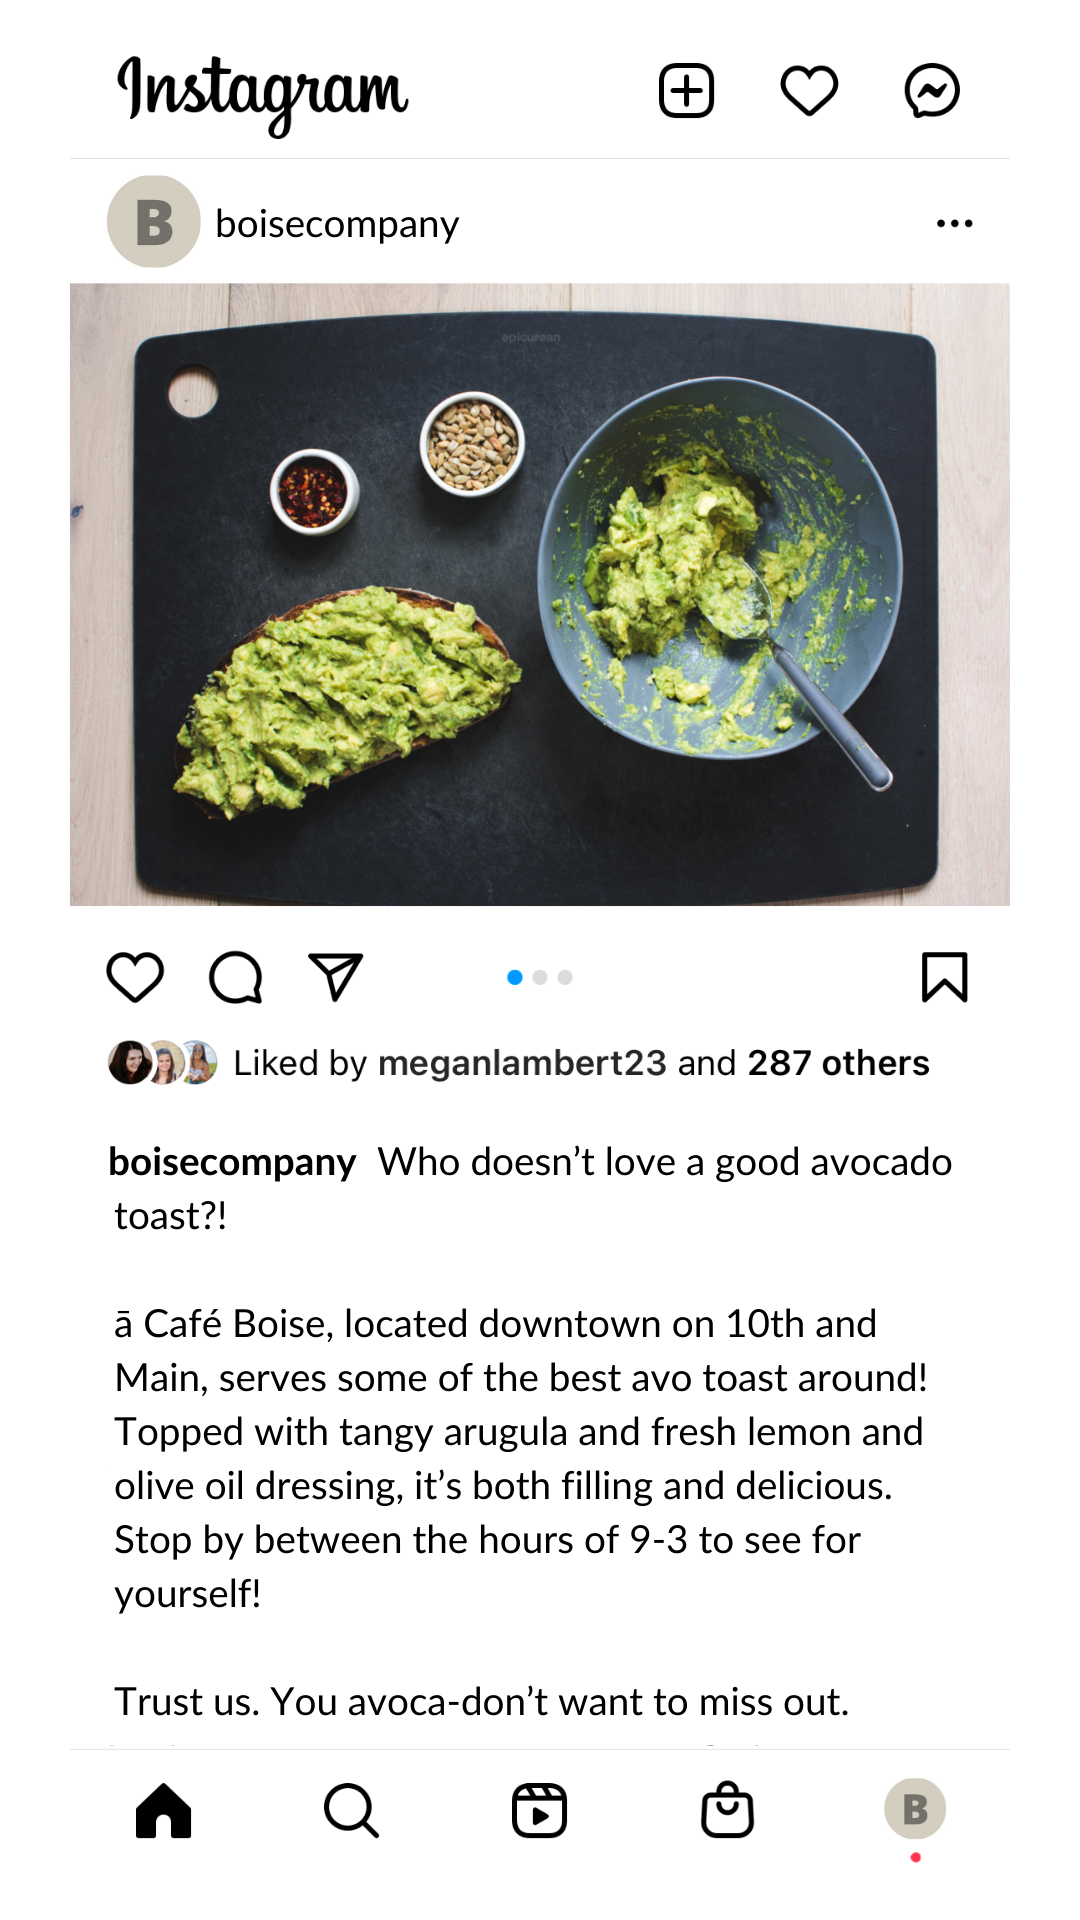 Instagram
B boisecompany
epicurean
Liked by meganlambert23 and 287 others
boisecompany Who doesn’t love a good avocado
toast?!
ā Café Boise, located downtown on 10th and
Main, serves some of the best avo toast around!
Topped with tangy arugula and fresh lemon and
olive oil dressing, it’s both filling and delicious.
Stop by between the hours of 9-3 to see for
yourself!
Trust us. You avoca-don’t want to miss out.
B